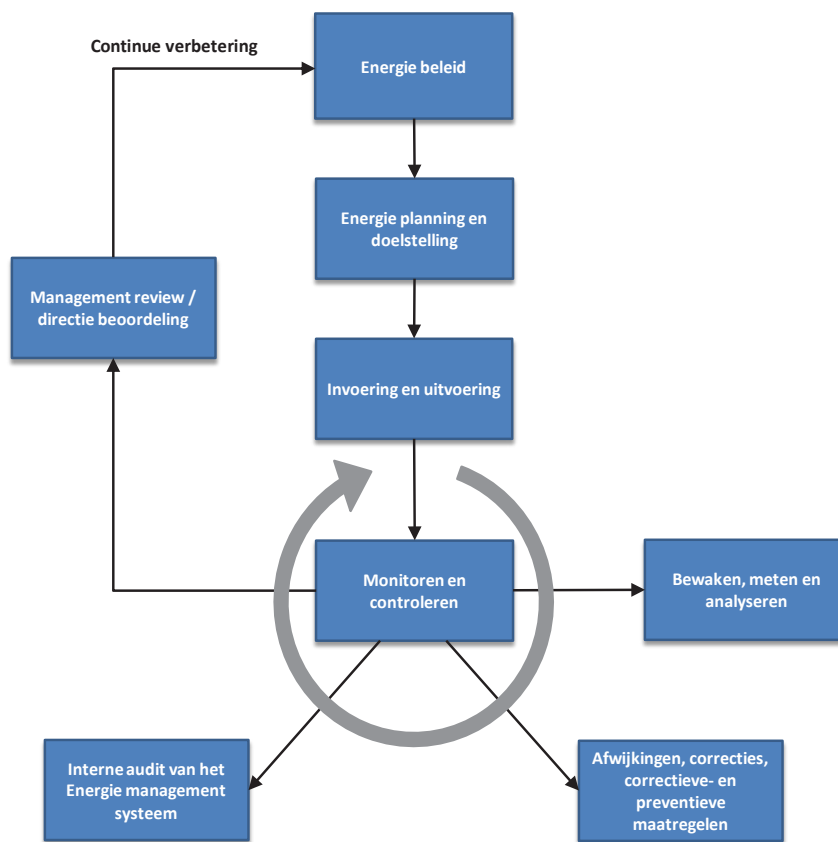 Continue verbetering
Energie beleid
Energie planning en
doelstelling
Management review /
directie beoordeling
Invoering en uitvoering
Monitoren en
controleren
Bewaken, meten en
analyseren
Interne audit van het
Energie management
systeem
Afwijkingen, correcties,
correctieve- en
preventieve
maatregelen